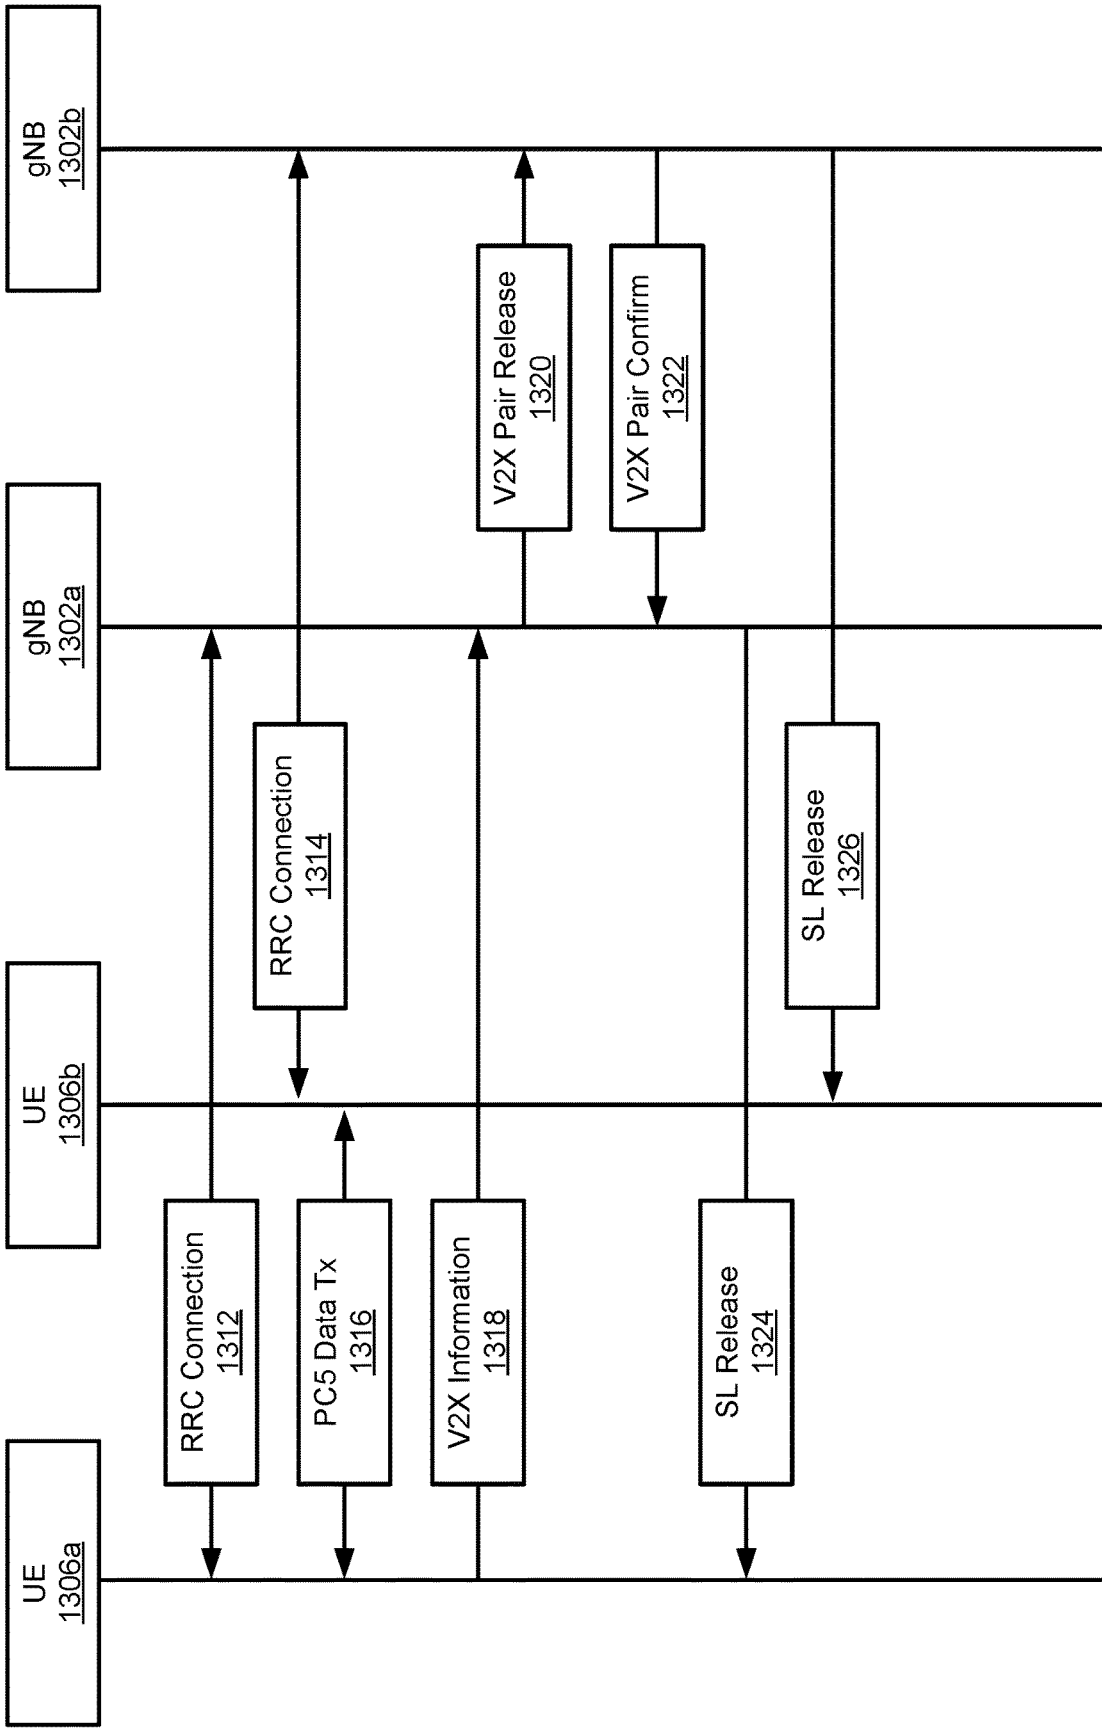 UE
1306a
UE
1306b
gNB
1302a
gNB
1302b
RRC Connection
1312
RRC Connection
1314
PC5 Data Tx
1316
V2X Information
1318
V2X Pair Release
1320
V2X Pair Confirm
1322
SL Release
1324
SL Release
1326